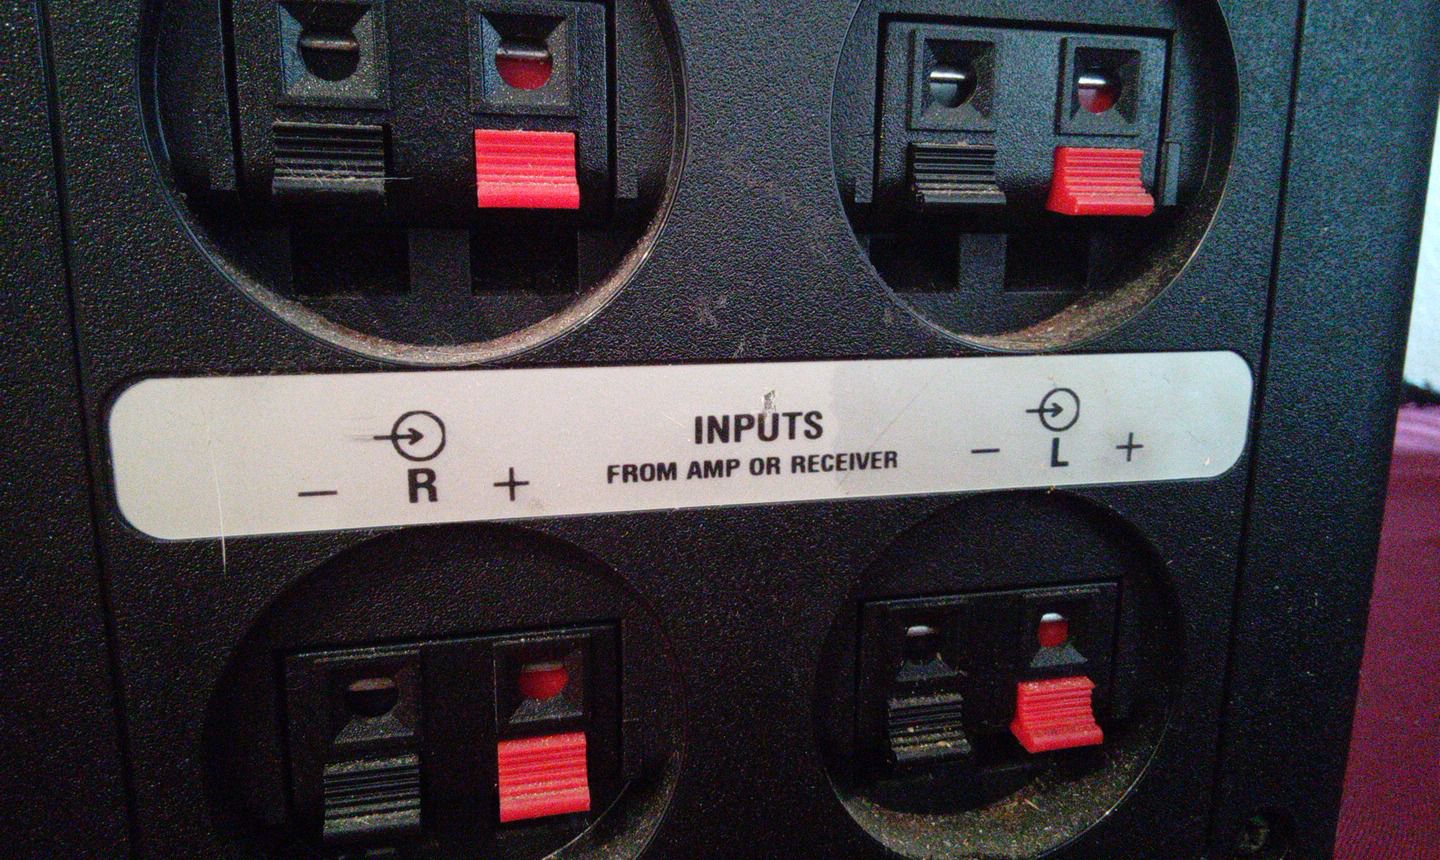 INPUTS
FROM AMP OR RECEIVER
− R +
− L +